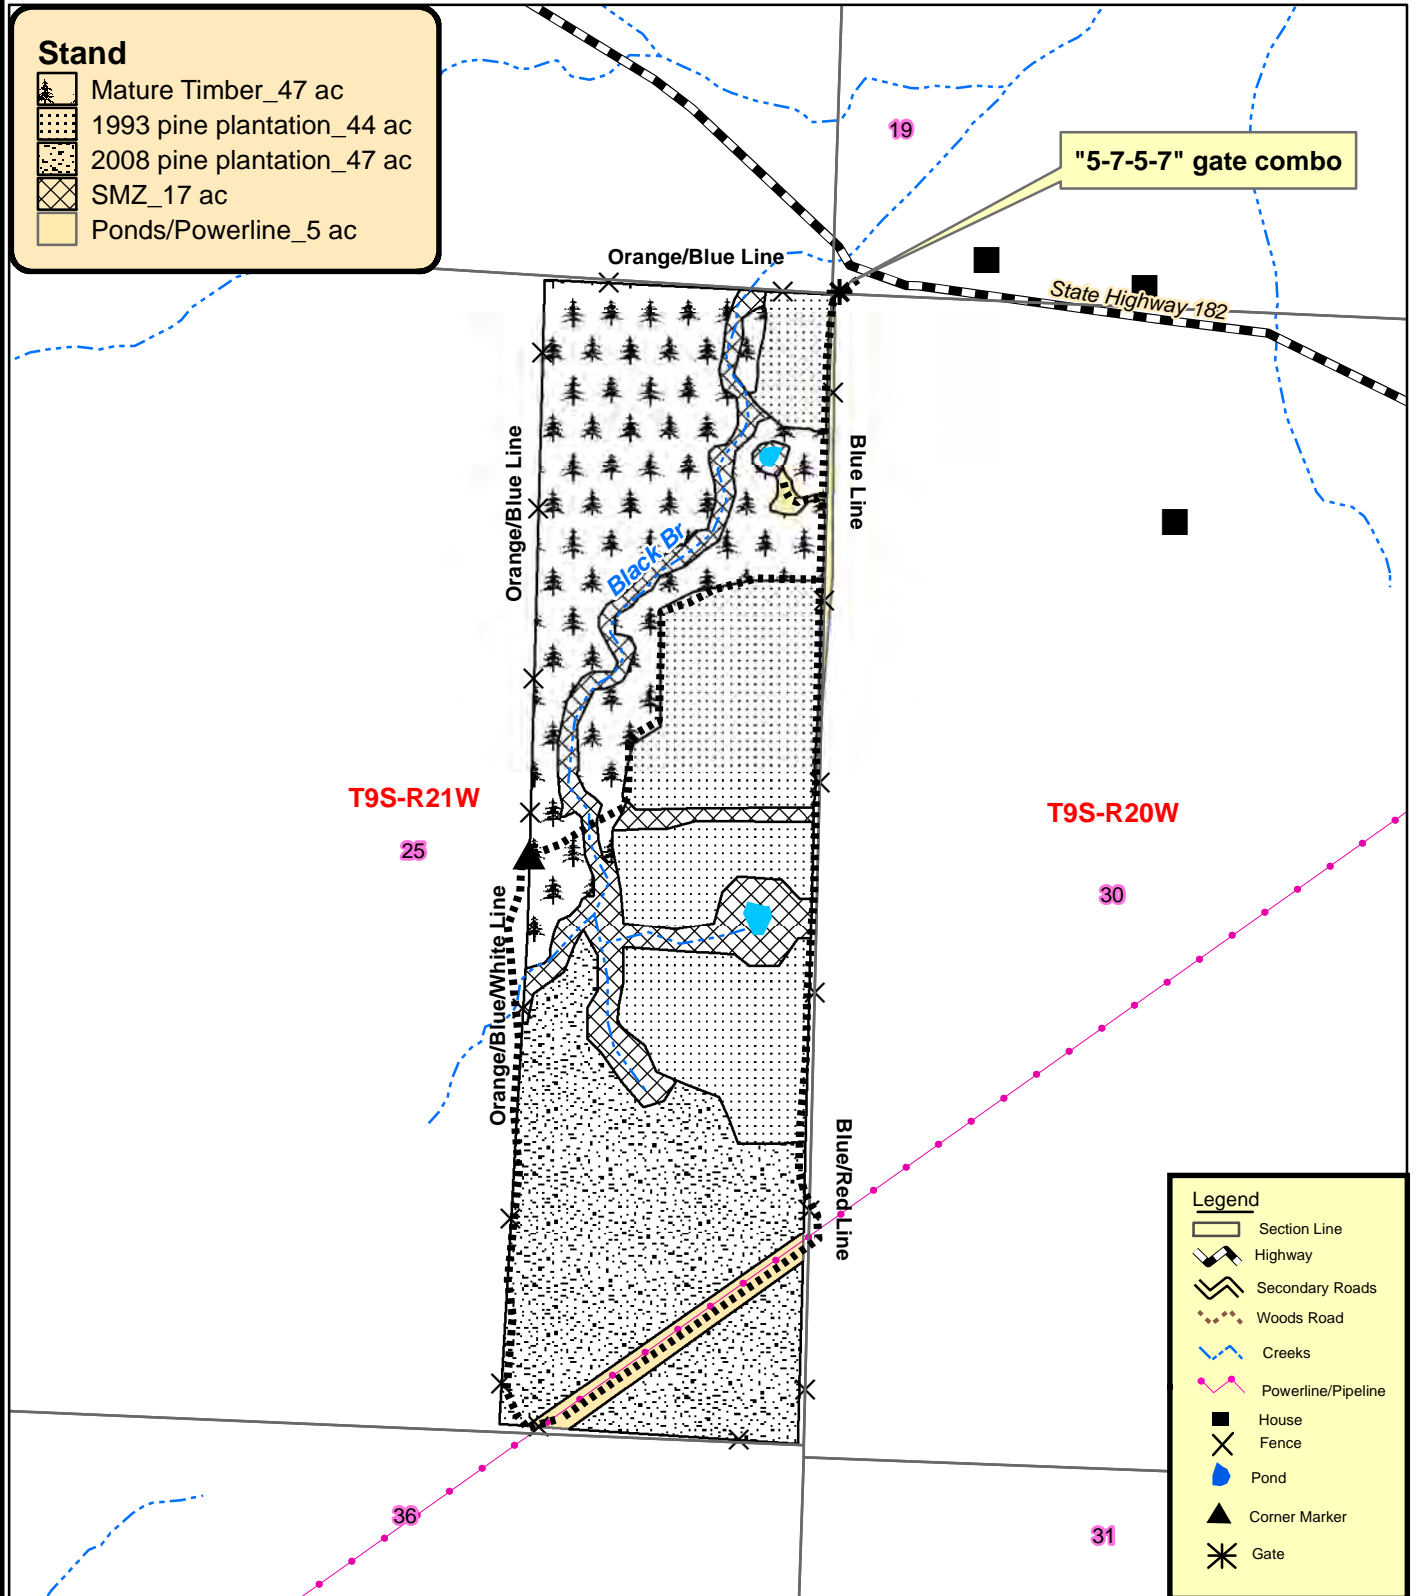 Stand
Mature Timber_47 ac
1993 pine plantation_44 ac
2008 pine plantation_47 ac
SMZ_17 ac
Ponds/Powerline_5 ac
19
"5-7-5-7" gate combo
Orange/Blue Line
State Highway 182
Orange/Blue Line
Blue Line
Black Br
T9S-R21W
25
T9S-R20W
30
Orange/Blue/White Line
Blue/Red Line
36
31
Legend
Section Line
Highway
Secondary Roads
Woods Road
Creeks
Powerline/Pipeline
House
Fence
Pond
Corner Marker
Gate